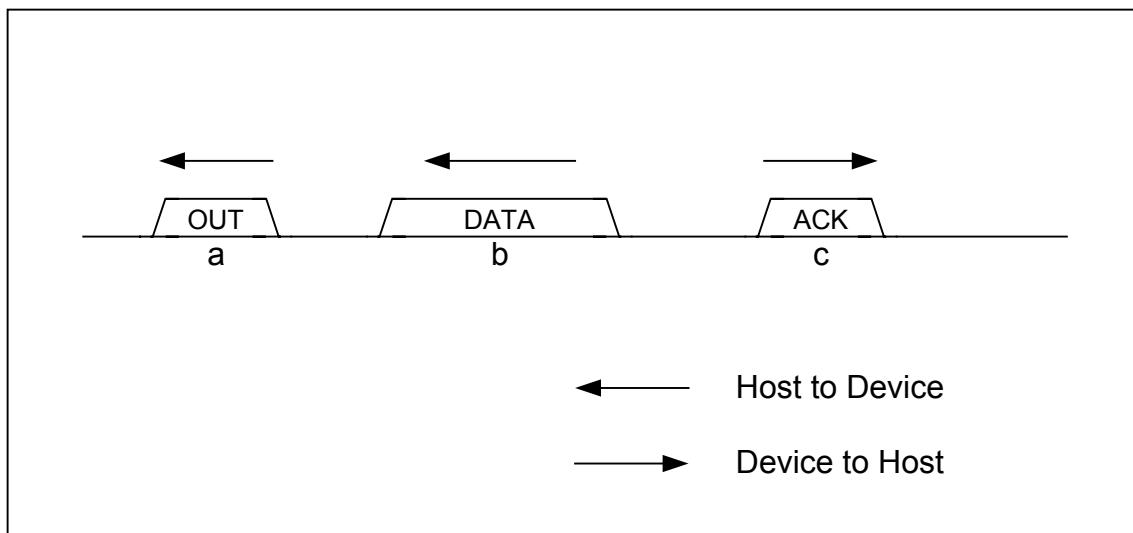 OUT DATA ACK
a b c
Host to Device
Device to Host